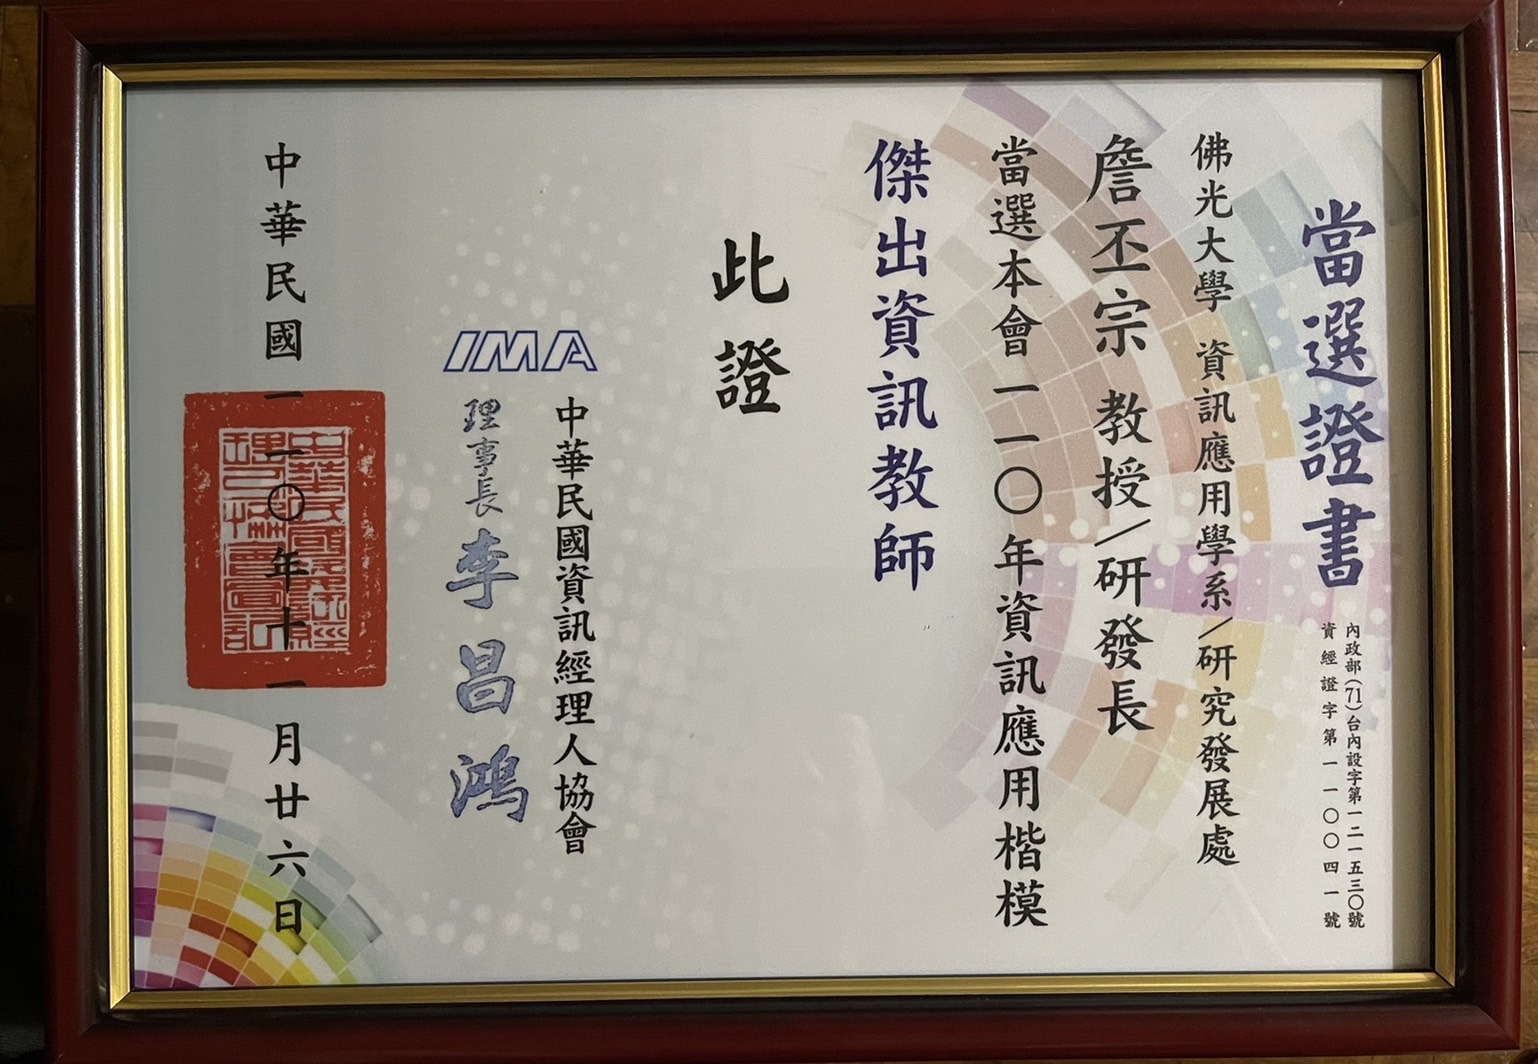 當選證書
內政部(71)台內設字第一二一五三〇號
資經證字第一一〇〇四一號
佛光大學 資訊應用學系/研究發展處
詹丕宗 教授/研發長
當選本會一一〇年資訊應用楷模
傑出資訊教師
此證
IMA
中華民國資訊經理人協會
理事長 李昌鴻
中華民國一一〇年十一月廿六日